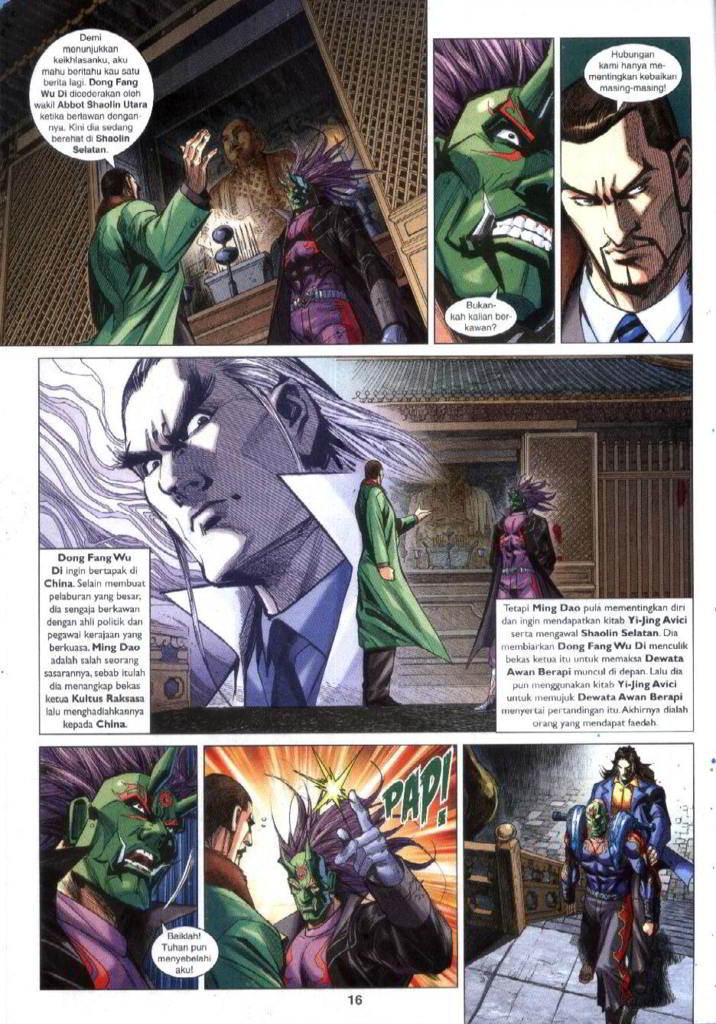 Demi
menunjukkan
keikhlasanku, aku
mahu beritahu kau satu
berita lagi. Dong Fang
Wu Di dicederakan oleh
wakil Abbot Shaolin Utara
ketika berlawan dengan-
nya. Kini dia sedang
berehat di Shaolin
Selatan.
Bukan-
kah kalian ber-
kawan?
Hubungan
kami hanya me-
mentingkan kebaikan
masing-masing!
Dong Fang Wu
Di ingin bertapak di
China. Selain membuat
pelaburan yang besar,
dia sengaja berkawan
dengan ahli politik dan
pegawai kerajaan yang
berkuasa. Ming Dao
adalah salah seorang
sasarannya, sebab itulah
dia menangkap bekas
ketua Kultus Raksasa
lalu menghadiahkannya
kepada China.
Tetapi Ming Dao pula mementingkan diri
dan ingin mendapatkan kitab Yi-Jing Avici
serta mengawal Shaolin Selatan. Dia
membiarkan Dong Fang Wu Di menculik
bekas ketua itu untuk memaksa Dewata
Awan Berapi muncul di depan. Lalu dia
pun menggunakan kitab Yi-Jing Avici
untuk memujuk Dewata Awan Berapi
menyertai pertandingan itu. Akhirnya dialah
orang yang mendapat faedah.
Baiklah!
Tuhan pun
menyebelahi
aku!
PAP!
16